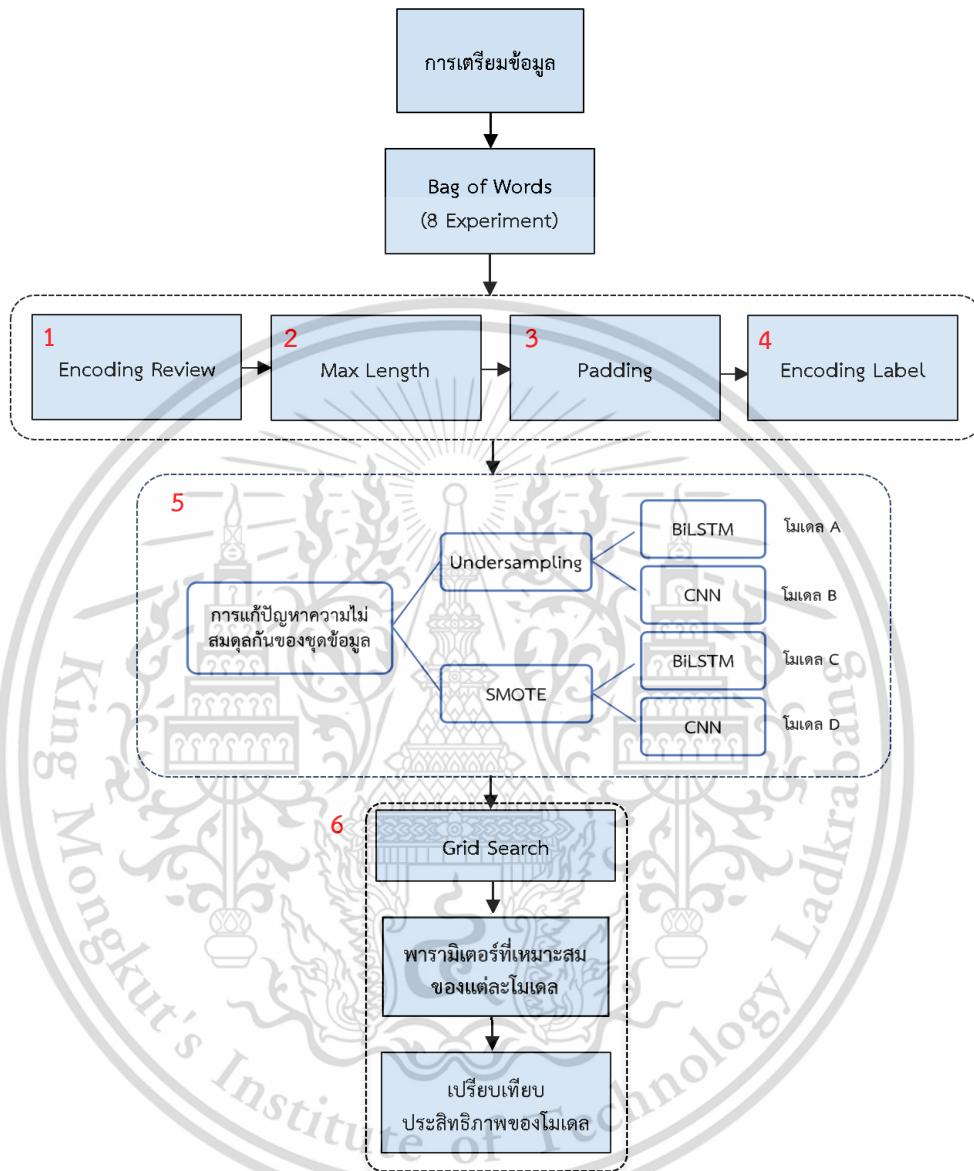 การเตรียมข้อมูล
Bag of Words
(8 Experiment)
1
Encoding Review
2
Max Length
3
Padding
4
Encoding Label
5
การแก้ปัญหาความไม่
สมดุลกันของชุดข้อมูล
Undersampling
BiLSTM
โมเดล A
CNN
โมเดล B
SMOTE
BiLSTM
โมเดล C
CNN
โมเดล D
6
Grid Search
พารามิเตอร์ที่เหมาะสม
ของแต่ละโมเดล
เปรียบเทียบ
ประสิทธิภาพของโมเดล
King Mongkut's Institute of Technology Ladkrabang